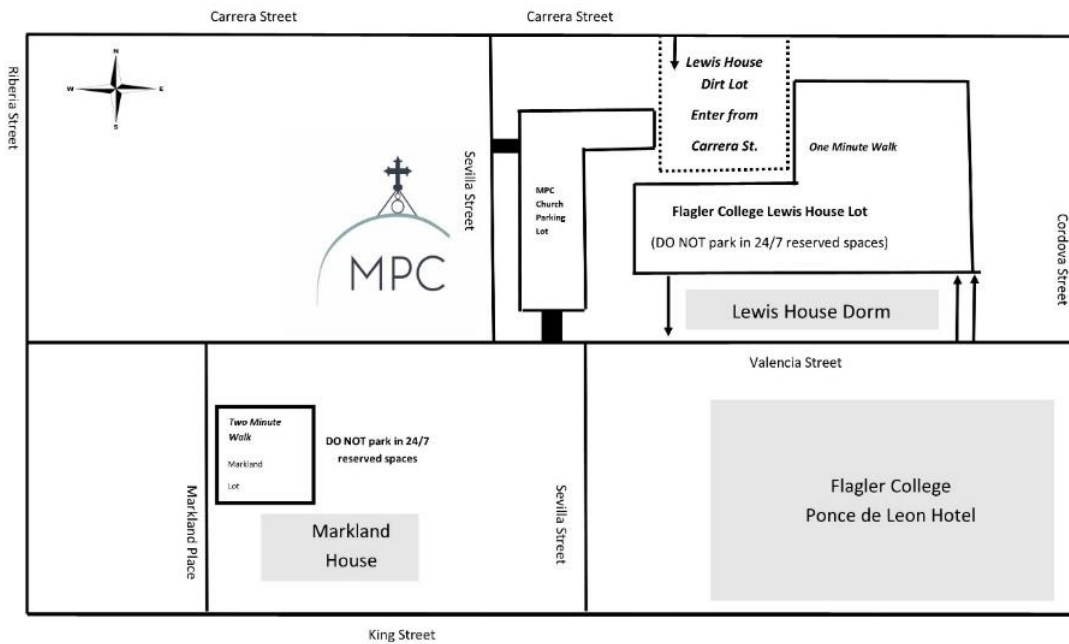 Carrera Street
Carrera Street
Riberia Street
N
W E
S
Lewis House
Dirt Lot
Enter from
Carrera St.
One Minute Walk
Sevilla Street
MPC
MPC
Church
Parking
Lot
Flagler College Lewis House Lot
(DO NOT park in 24/7 reserved spaces)
Cordova Street
Lewis House Dorm
Valencia Street
Two Minute
Walk
Markland
Lot
DO NOT park in 24/7
reserved spaces
Markland Place
Markland
House
Sevilla Street
Flagler College
Ponce de Leon Hotel
King Street